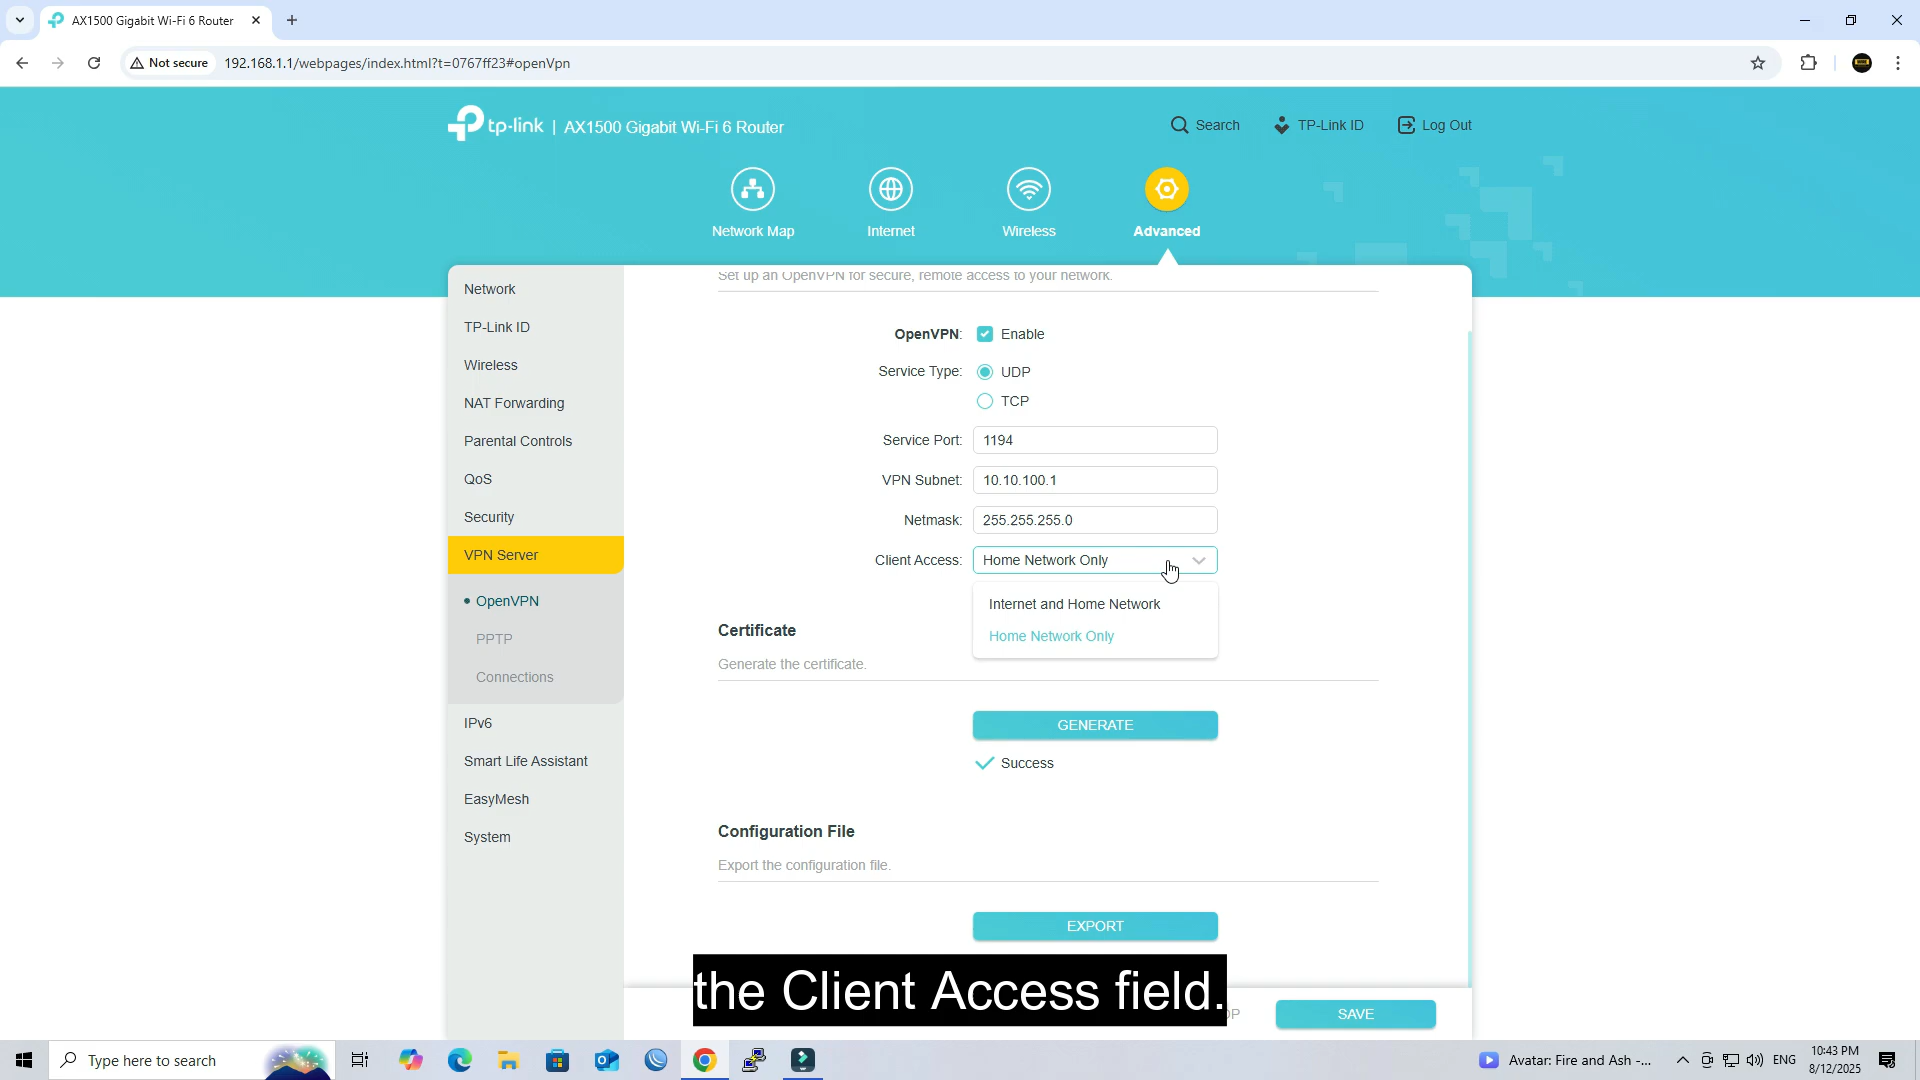 AX1500 Gigabit Wi-Fi 6 Router
Not secure
192.168.1.1/webpages/index.html?t=0767ff23#openVpn
tp-link | AX1500 Gigabit Wi-Fi 6 Router
Search
TP-Link ID
Log Out
Network Map
Internet
Wireless
Advanced
Network
TP-Link ID
Wireless
NAT Forwarding
Parental Controls
QoS
Security
VPN Server
OpenVPN
PPTP
Connections
IPv6
Smart Life Assistant
EasyMesh
System
Set up an OpenVPN for secure, remote access to your network.
OpenVPN: Enable
Service Type: UDP
TCP
Service Port: 1194
VPN Subnet: 10.10.100.1
Netmask: 255.255.255.0
Client Access: Home Network Only
Internet and Home Network
Home Network Only
Certificate
Generate the certificate.
GENERATE
Success
Configuration File
Export the configuration file.
EXPORT
the Client Access field.
SAVE
Type here to search
Avatar: Fire and Ash -...
ENG
10:43 PM
8/12/2025